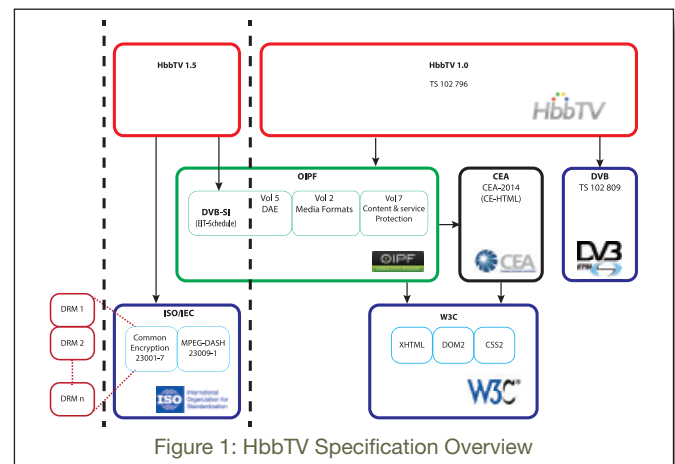 HbbTV 1.5
HbbTV 1.0
TS 102 796
HbbTV
OIPF
DVB-SI
(EIT-Schedule)
Vol 5
DAE
Vol 2
Media Formats
Vol 7
Content & service
Protection
OIPF
CEA
CEA-2014
(CE-HTML)
CEA
DVB
TS 102 809
DVB
DRM 1
DRM 2
DRM n
ISO/IEC
Common
Encryption
23001-7
MPEG-DASH
23009-1
ISO
International
Organization for
Standardization
W3C
XHTML
DOM2
CSS2
W3C
Figure 1: HbbTV Specification Overview